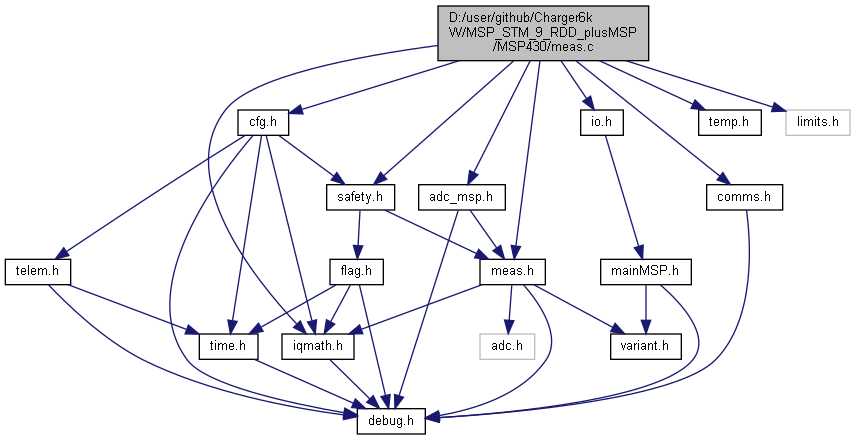 D:/user/github/Charger6k
W/MSP_STM_9_RDD_plusMSP
/MSP430/meas.c
cfg.h
io.h
temp.h
limits.h
safety.h
adc_msp.h
comms.h
telem.h
flag.h
meas.h
mainMSP.h
time.h
iqmath.h
adc.h
variant.h
debug.h